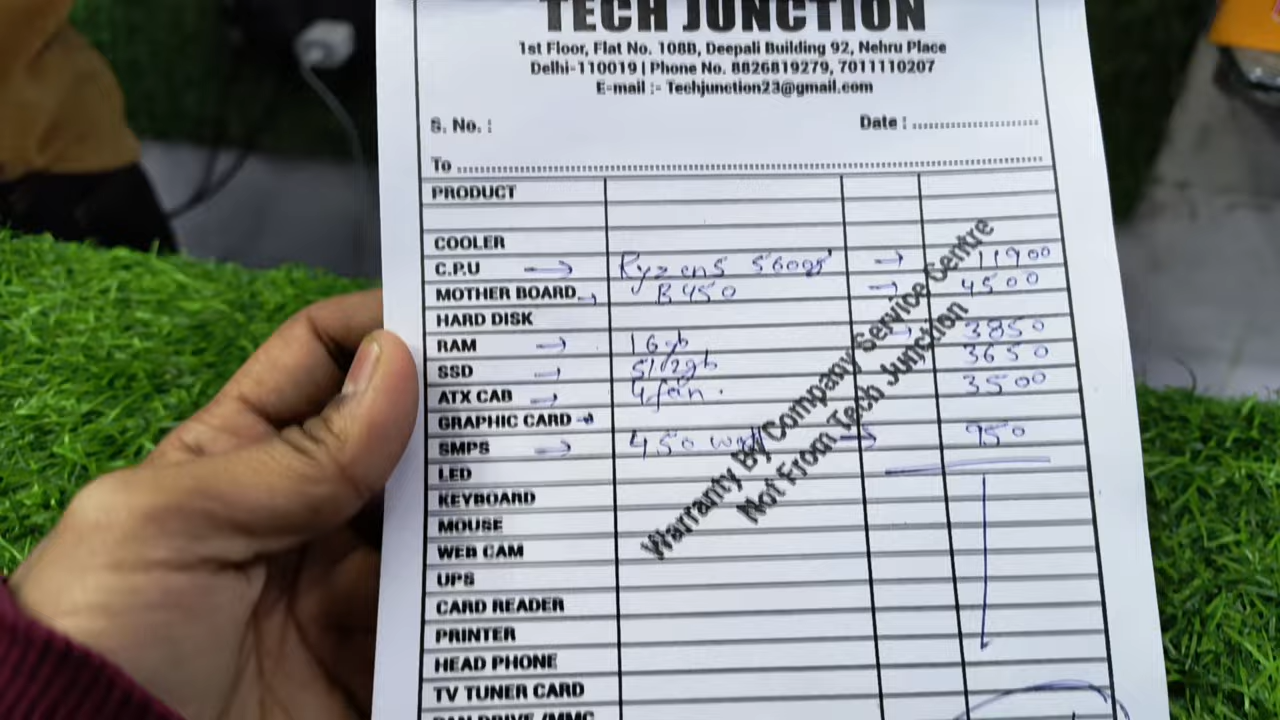 TECH JUNCTION
1st Floor, Flat No. 108B, Deepali Building 92, Nehru Place
Delhi-110019 | Phone No. 8826819279, 7011110207
E-mail :- Techjunction23@gmail.com
S. No. :
Date : ........................
To ................................................................
PRODUCT
COOLER
C.P.U → Ryzen5 5600g → 11900
MOTHER BOARD → B450 → 4500
HARD DISK
RAM → 16gb → 3850
SSD → 512gb 3650
ATX CAB → 4fan. 3500
GRAPHIC CARD →
SMPS → 450 watt → 950
LED
KEYBOARD
MOUSE
WEB CAM
UPS
CARD READER
PRINTER
HEAD PHONE
TV TUNER CARD
Warranty By Company Service Centre
Not From Tech Junction